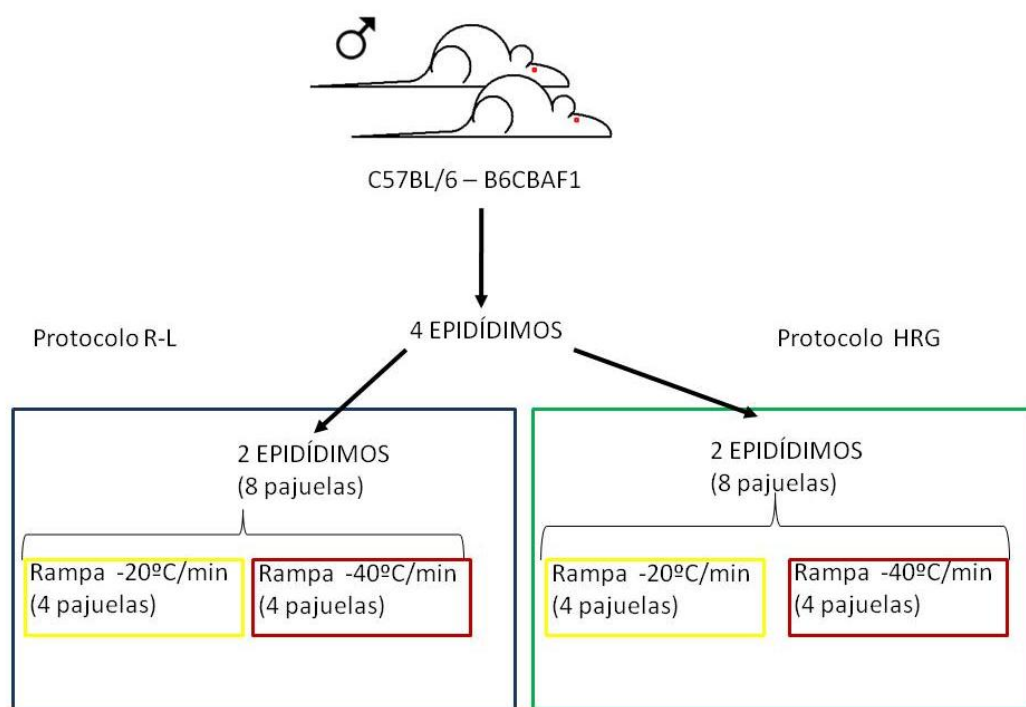 C57BL/6 – B6CBAF1
4 EPIDÍDIMOS
Protocolo R-L
Protocolo HRG
2 EPIDÍDIMOS
(8 pajuelas)
Rampa -20ºC/min
(4 pajuelas)
Rampa -40ºC/min
(4 pajuelas)
2 EPIDÍDIMOS
(8 pajuelas)
Rampa -20ºC/min
(4 pajuelas)
Rampa -40ºC/min
(4 pajuelas)